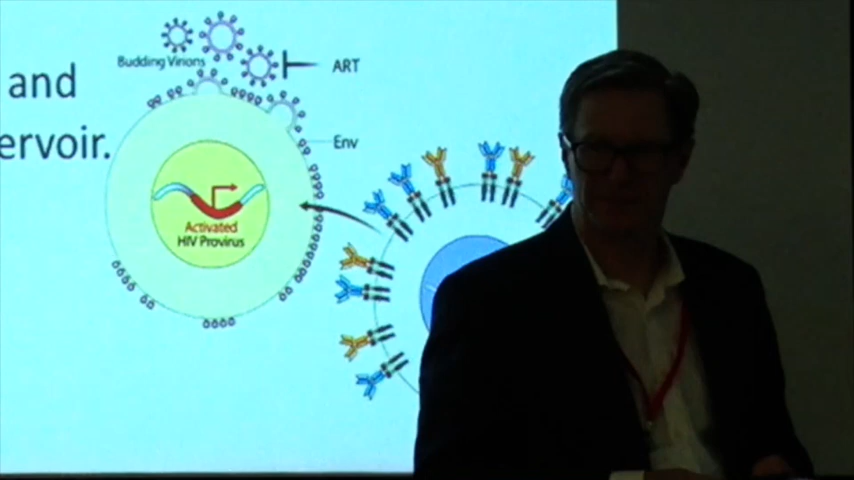 and
ervoir.
Budding Virions
ART
Env
Activated
HIV Provirus